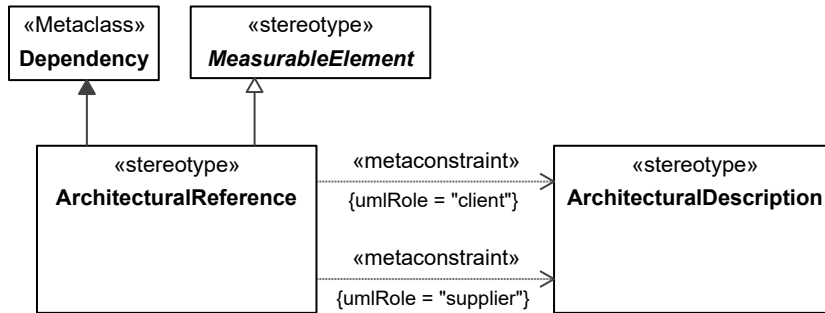 «Metaclass»
Dependency
«stereotype»
MeasurableElement
«stereotype»
ArchitecturalReference
«metaconstraint»
{umlRole = "client"}
«metaconstraint»
{umlRole = "supplier"}
«stereotype»
ArchitecturalDescription